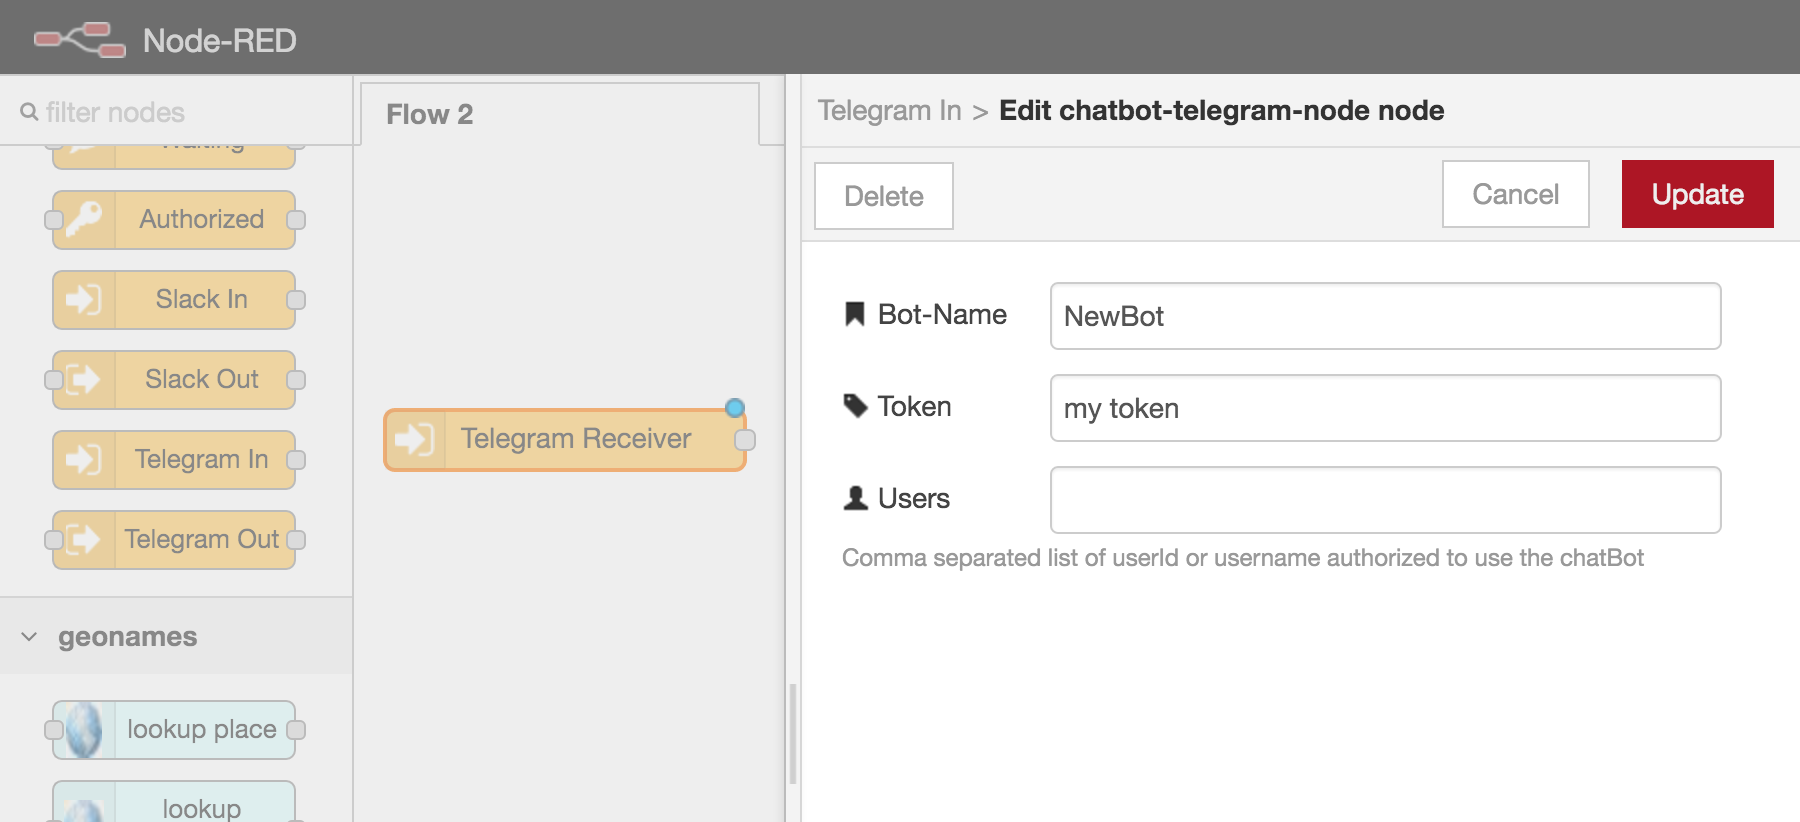 Node-RED
filter nodes
Waiting
Authorized
Slack In
Slack Out
Telegram In
Telegram Out
geonames
lookup place
lookup
Flow 2
Telegram Receiver
Telegram In > Edit chatbot-telegram-node node
Delete
Cancel
Update
Bot-Name
NewBot
Token
my token
Users
Comma separated list of userId or username authorized to use the chatBot